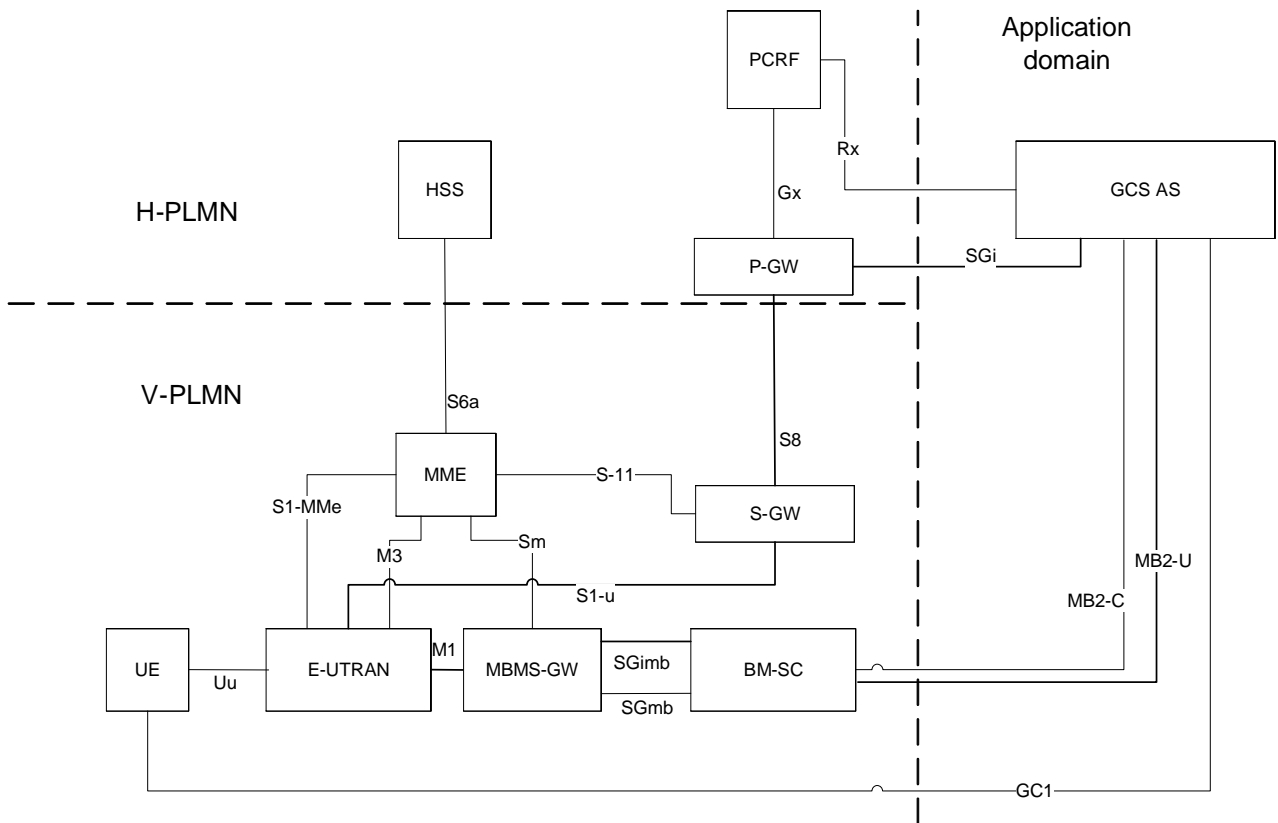 Application
domain
PCRF
Rx
HSS
GCS AS
Gx
H-PLMN
SGi
P-GW
V-PLMN
S6a
S8
MME
S-11
S1-MMe
S-GW
Sm
M3
MB2-U
S1-u
MB2-C
M1
UE
E-UTRAN
MBMS-GW
SGimb
BM-SC
Uu
SGmb
GC1